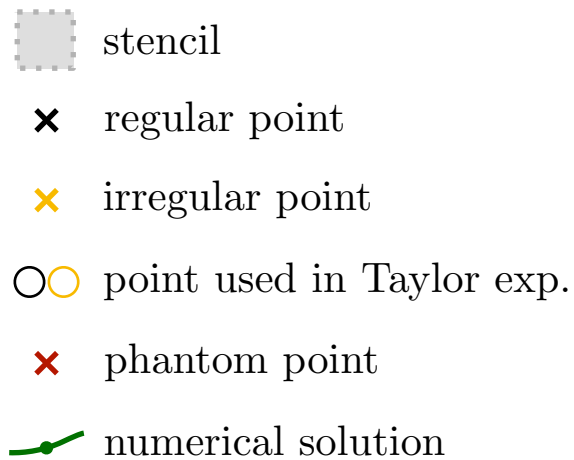 stencil
regular point
irregular point
point used in Taylor exp.
phantom point
numerical solution